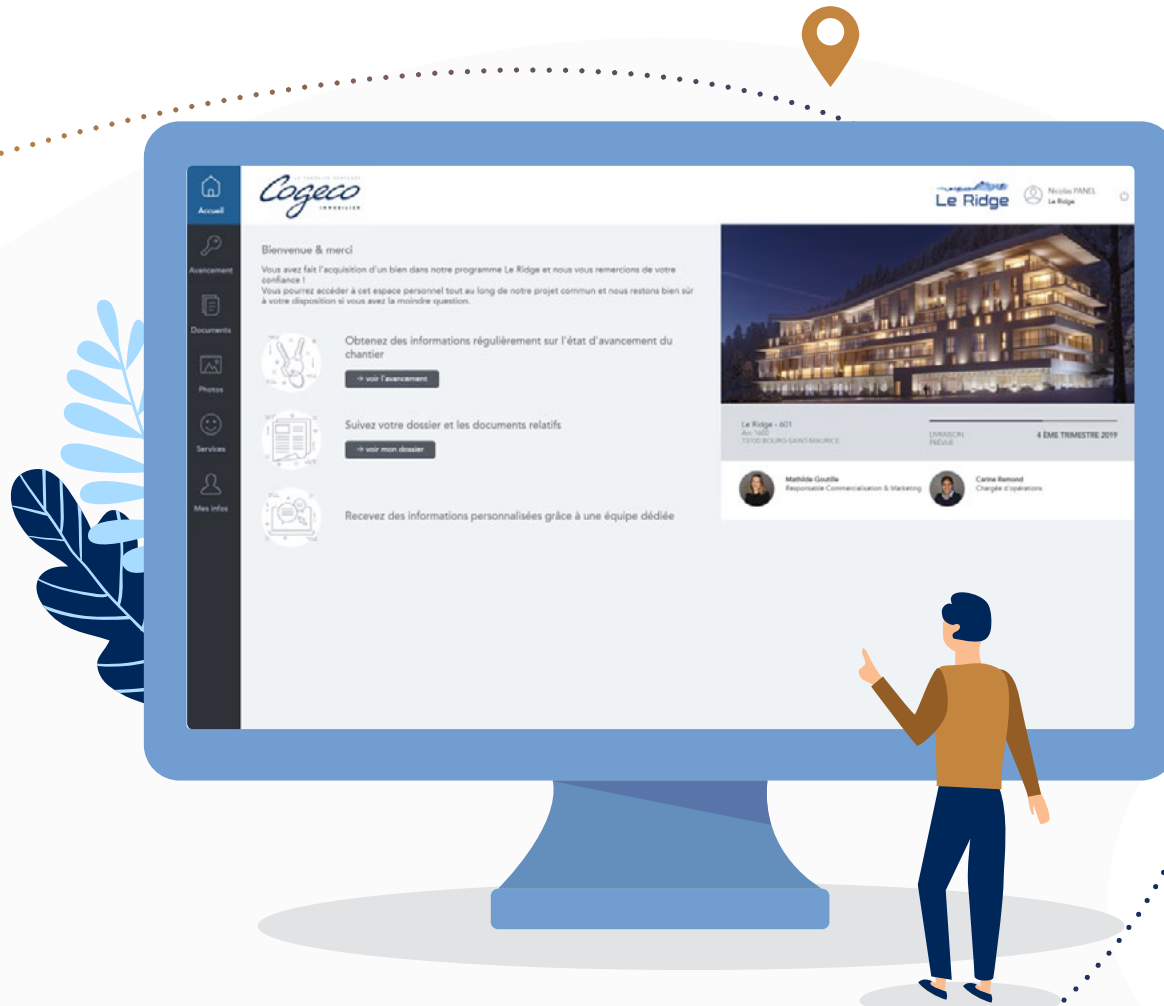 Accueil
Avancement
Documents
Photos
Services
Mes infos
Cogeco
IMMOBILIER
Le Ridge
Nicolas PANEL
Le Ridge
Bienvenue & merci
Vous avez fait l'acquisition d'un bien dans notre programme Le Ridge et nous vous remercions de votre
confiance !
Vous pourrez accéder à cet espace personnel tout au long de notre projet commun et nous restons bien sûr
à votre disposition si vous avez la moindre question.
Obtenez des informations régulièrement sur l'état d'avancement du
chantier
→ voir l'avancement
Suivez votre dossier et les documents relatifs
→ voir mon dossier
Recevez des informations personnalisées grâce à une équipe dédiée
Le Ridge - 601
Arc 1600
73700 BOURG-SAINT-MAURICE
LIVRAISON
PRÉVUE
4 ÈME TRIMESTRE 2019
Mathilde Goutille
Responsable Commercialisation & Marketing
Carine Remond
Chargée d'opérations